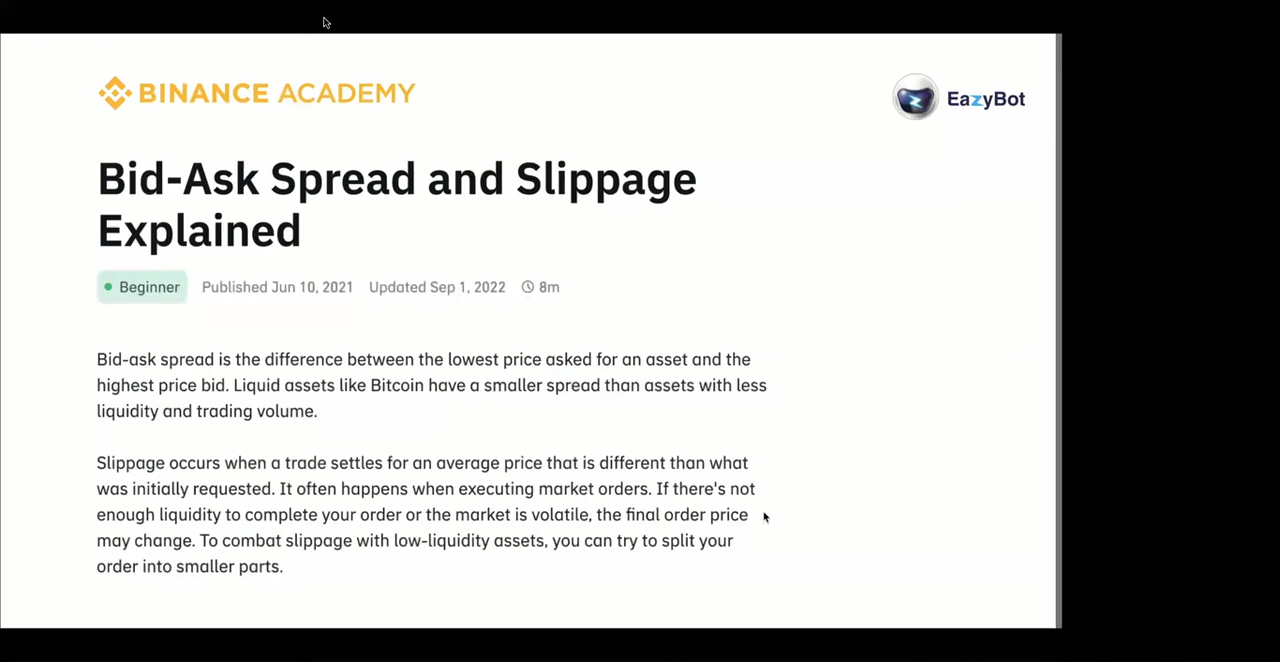 BINANCE ACADEMY
EazyBot
Bid-Ask Spread and Slippage
Explained
Beginner Published Jun 10, 2021 Updated Sep 1, 2022 8m
Bid-ask spread is the difference between the lowest price asked for an asset and the
highest price bid. Liquid assets like Bitcoin have a smaller spread than assets with less
liquidity and trading volume.
Slippage occurs when a trade settles for an average price that is different than what
was initially requested. It often happens when executing market orders. If there's not
enough liquidity to complete your order or the market is volatile, the final order price
may change. To combat slippage with low-liquidity assets, you can try to split your
order into smaller parts.